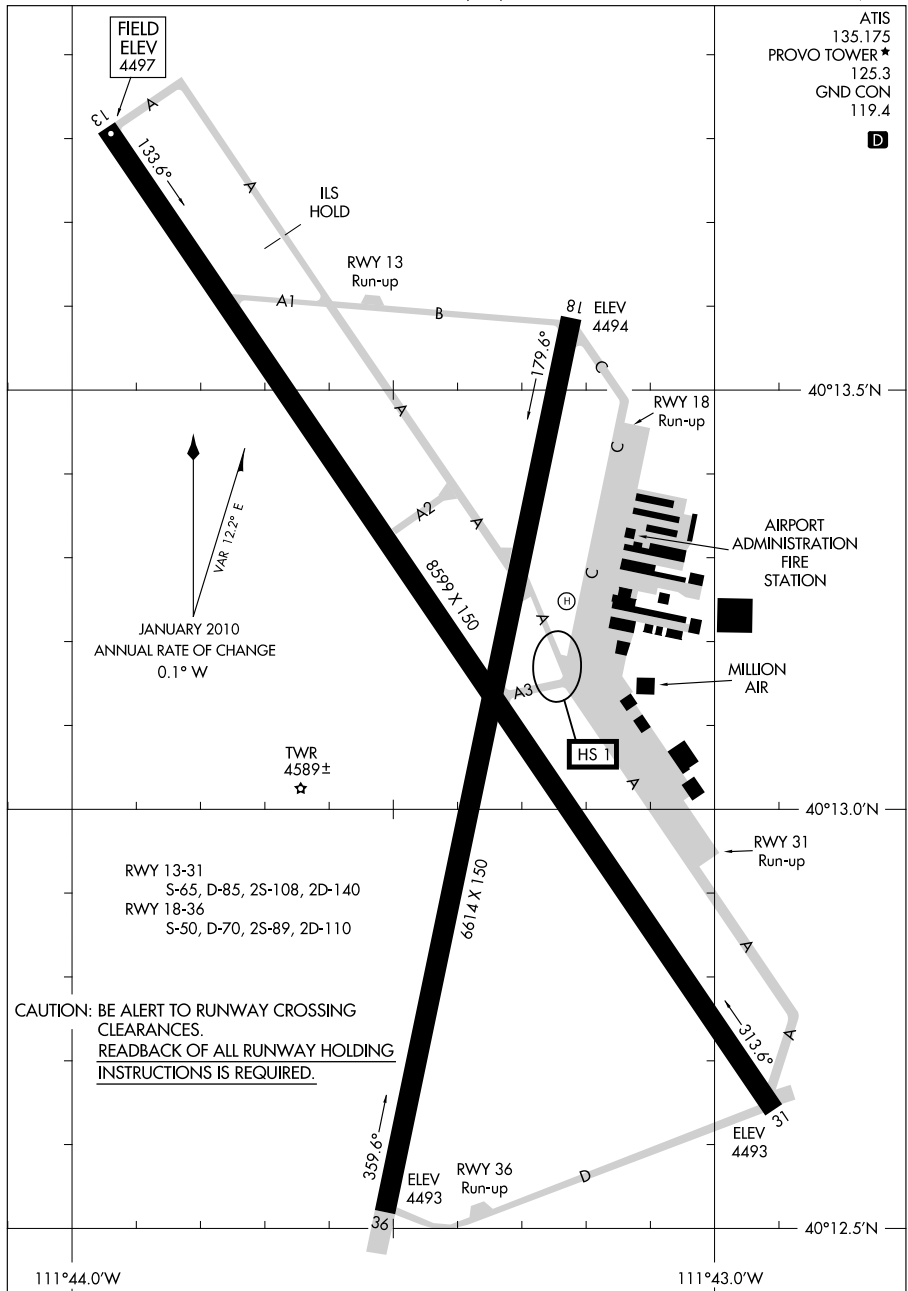 ATIS
135.175
PROVO TOWER★
125.3
GND CON
119.4
D
FIELD
ELEV
4497
A
13
133.6°
A
ILS
HOLD
RWY 13
Run-up
A1
B
18
ELEV
4494
179.6°
C
40°13.5'N
RWY 18
Run-up
A
C
A2
A
VAR 12.2° E
AIRPORT
ADMINISTRATION
FIRE
STATION
8599 X 150
C
H
A
JANUARY 2010
ANNUAL RATE OF CHANGE
0.1° W
MILLION
AIR
A3
HS 1
TWR
4589±
A
40°13.0'N
RWY 31
Run-up
RWY 13-31
S-65, D-85, 2S-108, 2D-140
RWY 18-36
S-50, D-70, 2S-89, 2D-110
6614 X 150
A
CAUTION: BE ALERT TO RUNWAY CROSSING
CLEARANCES.
READBACK OF ALL RUNWAY HOLDING
INSTRUCTIONS IS REQUIRED.
313.6°
A
31
ELEV
4493
359.6°
ELEV
4493
RWY 36
Run-up
D
36
40°12.5'N
111°44.0'W
111°43.0'W